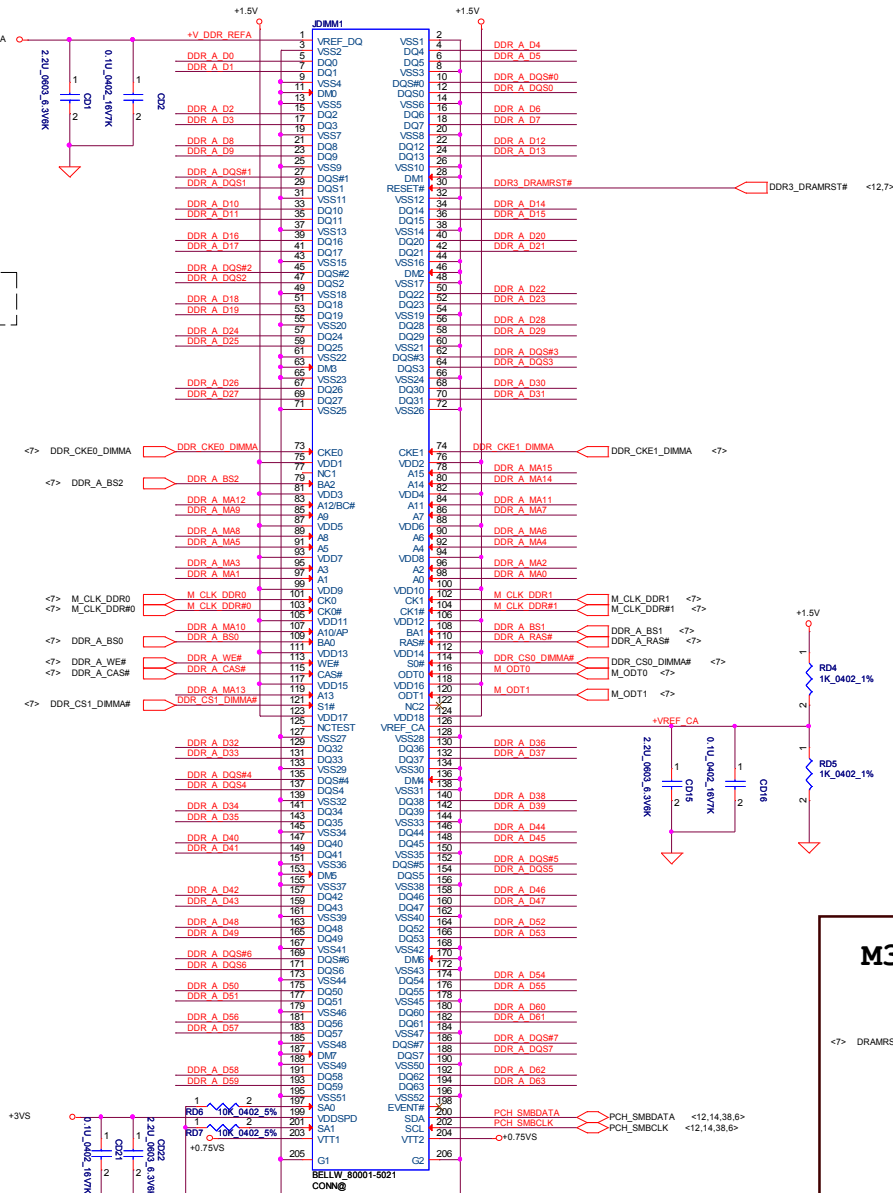 +1.5V +1.5V
JDIMM1
A +V_DDR_REFA 1 VREF_DQ VSS1 2
3 VSS2 DQ4 4 DDR_A_D4
DDR_A_D0 5 DQ0 DQ5 6 DDR_A_D5
DDR_A_D1 7 DQ1 VSS3 8
9 VSS4 DQS#0 10 DDR_A_DQS#0
11 DM0 DQS0 12 DDR_A_DQS0
13 VSS5 VSS6 14
DDR_A_D2 15 DQ2 DQ6 16 DDR_A_D6
DDR_A_D3 17 DQ3 DQ7 18 DDR_A_D7
19 VSS7 VSS8 20
DDR_A_D8 21 DQ8 DQ12 22 DDR_A_D12
DDR_A_D9 23 DQ9 DQ13 24 DDR_A_D13
25 VSS9 VSS10 26
DDR_A_DQS#1 27 DQS#1 DM1 28
DDR_A_DQS1 29 DQS1 RESET# 30 DDR3_DRAMRST# DDR3_DRAMRST# <12,7>
31 VSS11 VSS12 32
DDR_A_D10 33 DQ10 DQ14 34 DDR_A_D14
DDR_A_D11 35 DQ11 DQ15 36 DDR_A_D15
37 VSS13 VSS14 38
DDR_A_D16 39 DQ16 DQ20 40 DDR_A_D20
DDR_A_D17 41 DQ17 DQ21 42 DDR_A_D21
43 VSS15 VSS16 44
DDR_A_DQS#2 45 DQS#2 DM2 46
DDR_A_DQS2 47 DQS2 VSS17 48
49 VSS18 DQ22 50 DDR_A_D22
DDR_A_D18 51 DQ18 DQ23 52 DDR_A_D23
DDR_A_D19 53 DQ19 VSS19 54
55 VSS20 DQ28 56 DDR_A_D28
DDR_A_D24 57 DQ24 DQ29 58 DDR_A_D29
DDR_A_D25 59 DQ25 VSS21 60
61 VSS22 DQS#3 62 DDR_A_DQS#3
63 DM3 DQS3 64 DDR_A_DQS3
65 VSS23 VSS24 66
DDR_A_D26 67 DQ26 DQ30 68 DDR_A_D30
DDR_A_D27 69 DQ27 DQ31 70 DDR_A_D31
71 VSS25 VSS26 72
<7> DDR_CKE0_DIMMA DDR_CKE0_DIMMA 73 CKE0 CKE1 74 DDR_CKE1_DIMMA DDR_CKE1_DIMMA <7>
75 VDD1 VDD2 76
77 NC1 A15 78 DDR_A_MA15
<7> DDR_A_BS2 DDR_A_BS2 79 BA2 A14 80 DDR_A_MA14
81 VDD3 VDD4 82
DDR_A_MA12 83 A12/BC# A11 84 DDR_A_MA11
DDR_A_MA9 85 A9 A7 86 DDR_A_MA7
87 VDD5 VDD6 88
DDR_A_MA8 89 A8 A6 90 DDR_A_MA6
DDR_A_MA5 91 A5 A4 92 DDR_A_MA4
93 VDD7 VDD8 94
DDR_A_MA3 95 A3 A2 96 DDR_A_MA2
DDR_A_MA1 97 A1 A0 98 DDR_A_MA0
99 VDD9 VDD10 100
<7> M_CLK_DDR0 M_CLK_DDR0 101 CK0 CK1 102 M_CLK_DDR1 M_CLK_DDR1 <7>
<7> M_CLK_DDR#0 M_CLK_DDR#0 103 CK0# CK1# 104 M_CLK_DDR#1 M_CLK_DDR#1 <7>
105 VDD11 VDD12 106
DDR_A_MA10 107 A10/AP BA1 108 DDR_A_BS1 DDR_A_BS1 <7>
<7> DDR_A_BS0 DDR_A_BS0 109 BA0 RAS# 110 DDR_A_RAS# DDR_A_RAS# <7>
111 VDD13 VDD14 112
<7> DDR_A_WE# DDR_A_WE# 113 WE# S0# 114 DDR_CS0_DIMMA# DDR_CS0_DIMMA# <7>
<7> DDR_A_CAS# DDR_A_CAS# 115 CAS# ODT0 116 M_ODT0 M_ODT0 <7>
117 VDD15 VDD16 118
DDR_A_MA13 119 A13 ODT1 120 M_ODT1 M_ODT1 <7>
<7> DDR_CS1_DIMMA# DDR_CS1_DIMMA# 121 S1# NC2 122
123 VDD17 VDD18 124
125 NCTEST VREF_CA 126 +VREF_CA
127 VSS27 VSS28 128
DDR_A_D32 129 DQ32 DQ36 130 DDR_A_D36
DDR_A_D33 131 DQ33 DQ37 132 DDR_A_D37
133 VSS29 VSS30 134
DDR_A_DQS#4 135 DQS#4 DM4 136
DDR_A_DQS4 137 DQS4 VSS31 138
139 VSS32 DQ38 140 DDR_A_D38
DDR_A_D34 141 DQ34 DQ39 142 DDR_A_D39
DDR_A_D35 143 DQ35 VSS33 144
145 VSS34 DQ44 146 DDR_A_D44
DDR_A_D40 147 DQ40 DQ45 148 DDR_A_D45
DDR_A_D41 149 DQ41 VSS35 150
151 VSS36 DQS#5 152 DDR_A_DQS#5
153 DM5 DQS5 154 DDR_A_DQS5
155 VSS37 VSS38 156
DDR_A_D42 157 DQ42 DQ46 158 DDR_A_D46
DDR_A_D43 159 DQ43 DQ47 160 DDR_A_D47
161 VSS39 VSS40 162
DDR_A_D48 163 DQ48 DQ52 164 DDR_A_D52
DDR_A_D49 165 DQ49 DQ53 166 DDR_A_D53
167 VSS41 VSS42 168
DDR_A_DQS#6 169 DQS#6 DM6 170
DDR_A_DQS6 171 DQS6 VSS43 172
173 VSS44 DQ54 174 DDR_A_D54
DDR_A_D50 175 DQ50 DQ55 176 DDR_A_D55
DDR_A_D51 177 DQ51 VSS45 178
179 VSS46 DQ60 180 DDR_A_D60
DDR_A_D56 181 DQ56 DQ61 182 DDR_A_D61
DDR_A_D57 183 DQ57 VSS47 184
185 VSS48 DQS#7 186 DDR_A_DQS#7
187 DM7 DQS7 188 DDR_A_DQS7
189 VSS49 VSS50 190
DDR_A_D58 191 DQ58 DQ62 192 DDR_A_D62
DDR_A_D59 193 DQ59 DQ63 194 DDR_A_D63
195 VSS51 VSS52 196
197 SA0 EVENT# 198
199 VDDSPD SDA 200 PCH_SMBDATA PCH_SMBDATA <12,14,38,6>
201 SA1 SCL 202 PCH_SMBCLK PCH_SMBCLK <12,14,38,6>
203 VTT1 VTT2 204 +0.75VS
205 G1 G2 206
BELLW_80001-5021
CONN@
1 2 RD6 10K_0402_5%
1 2 RD7 10K_0402_5%
+0.75VS
+3VS
0.1U_0402_16V7K 1 2 CD21
2.2U_0603_6.3V6K 1 2 CD22
2.2U_0603_6.3V6K 1 2 CD1
0.1U_0402_16V7K 1 2 CD2
+1.5V
1 2 RD4
1K_0402_1%
1 2 RD5
1K_0402_1%
2.2U_0603_6.3V6K 1 2 CD15
0.1U_0402_16V7K 1 2 CD16
M3
<7> DRAMRS